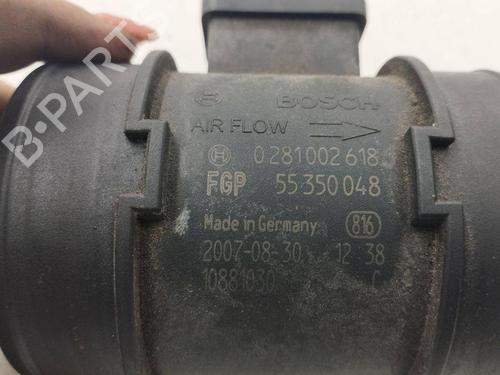 BOSCH
AIR FLOW
0 281 002 618
FGP 55 350 048
Made in Germany 816
2007-08-30 12 38
10881030 C
B-PARTS